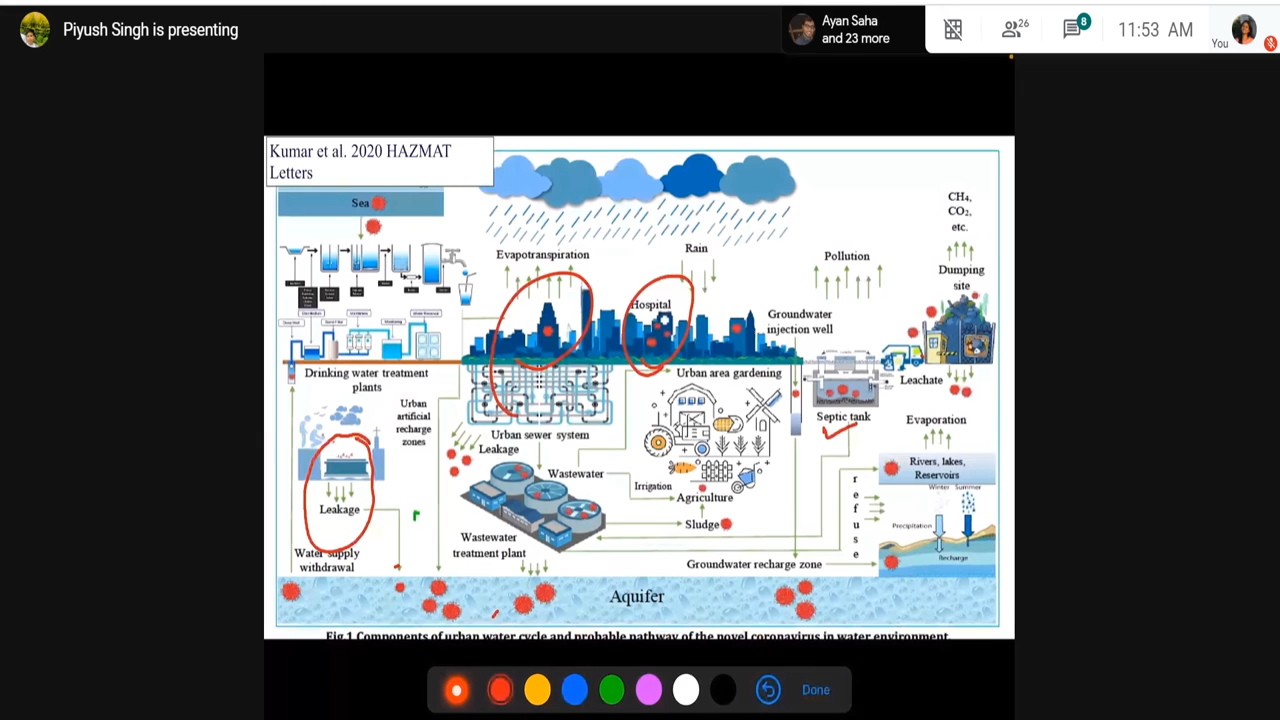 Piyush Singh is presenting
Ayan Saha
and 23 more
26
8
11:53 AM
You
Kumar et al. 2020 HAZMAT
Letters
Sea
Evapotranspiration
Rain
Hospital
Pollution
CH4,
CO2,
etc.
Dumping
site
Groundwater
injection well
Drinking water treatment
plants
Urban area gardening
Leachate
Septic tank
Urban
artificial
recharge
zones
Urban sewer system
Leakage
Evaporation
Rivers, lakes,
Reservoirs
Winter Summer
Wastewater
Irrigation
Agriculture
r
e
f
u
s
e
Leakage
Precipitation
Sludge
Wastewater
treatment plant
Water supply
withdrawal
Recharge
Groundwater recharge zone
Aquifer
Fig 1 Components of urban water cycle and probable pathway of the novel coronavirus in water environment
Done